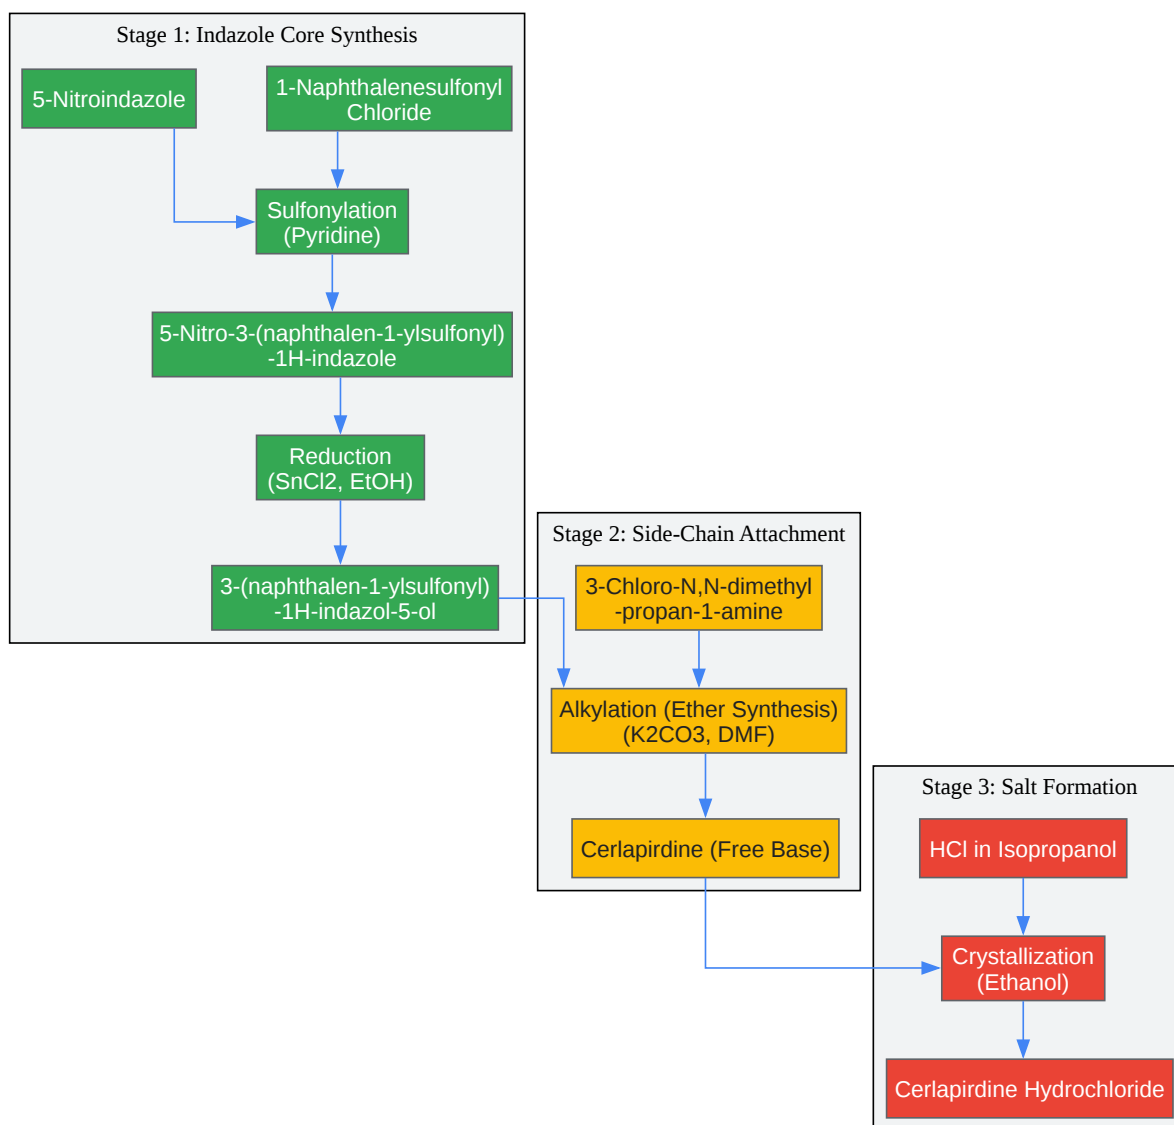 Stage 1: Indazole Core Synthesis
5-Nitroindazole
1-Naphthalenesulfonyl
Chloride
Sulfonylation
(Pyridine)
5-Nitro-3-(naphthalen-1-ylsulfonyl)
-1H-indazole
Reduction
(SnCl2, EtOH)
3-(naphthalen-1-ylsulfonyl)
-1H-indazol-5-ol
Stage 2: Side-Chain Attachment
3-Chloro-N,N-dimethyl
-propan-1-amine
Alkylation (Ether Synthesis)
(K2CO3, DMF)
Cerlapirdine (Free Base)
Stage 3: Salt Formation
HCl in Isopropanol
Crystallization
(Ethanol)
Cerlapirdine Hydrochloride